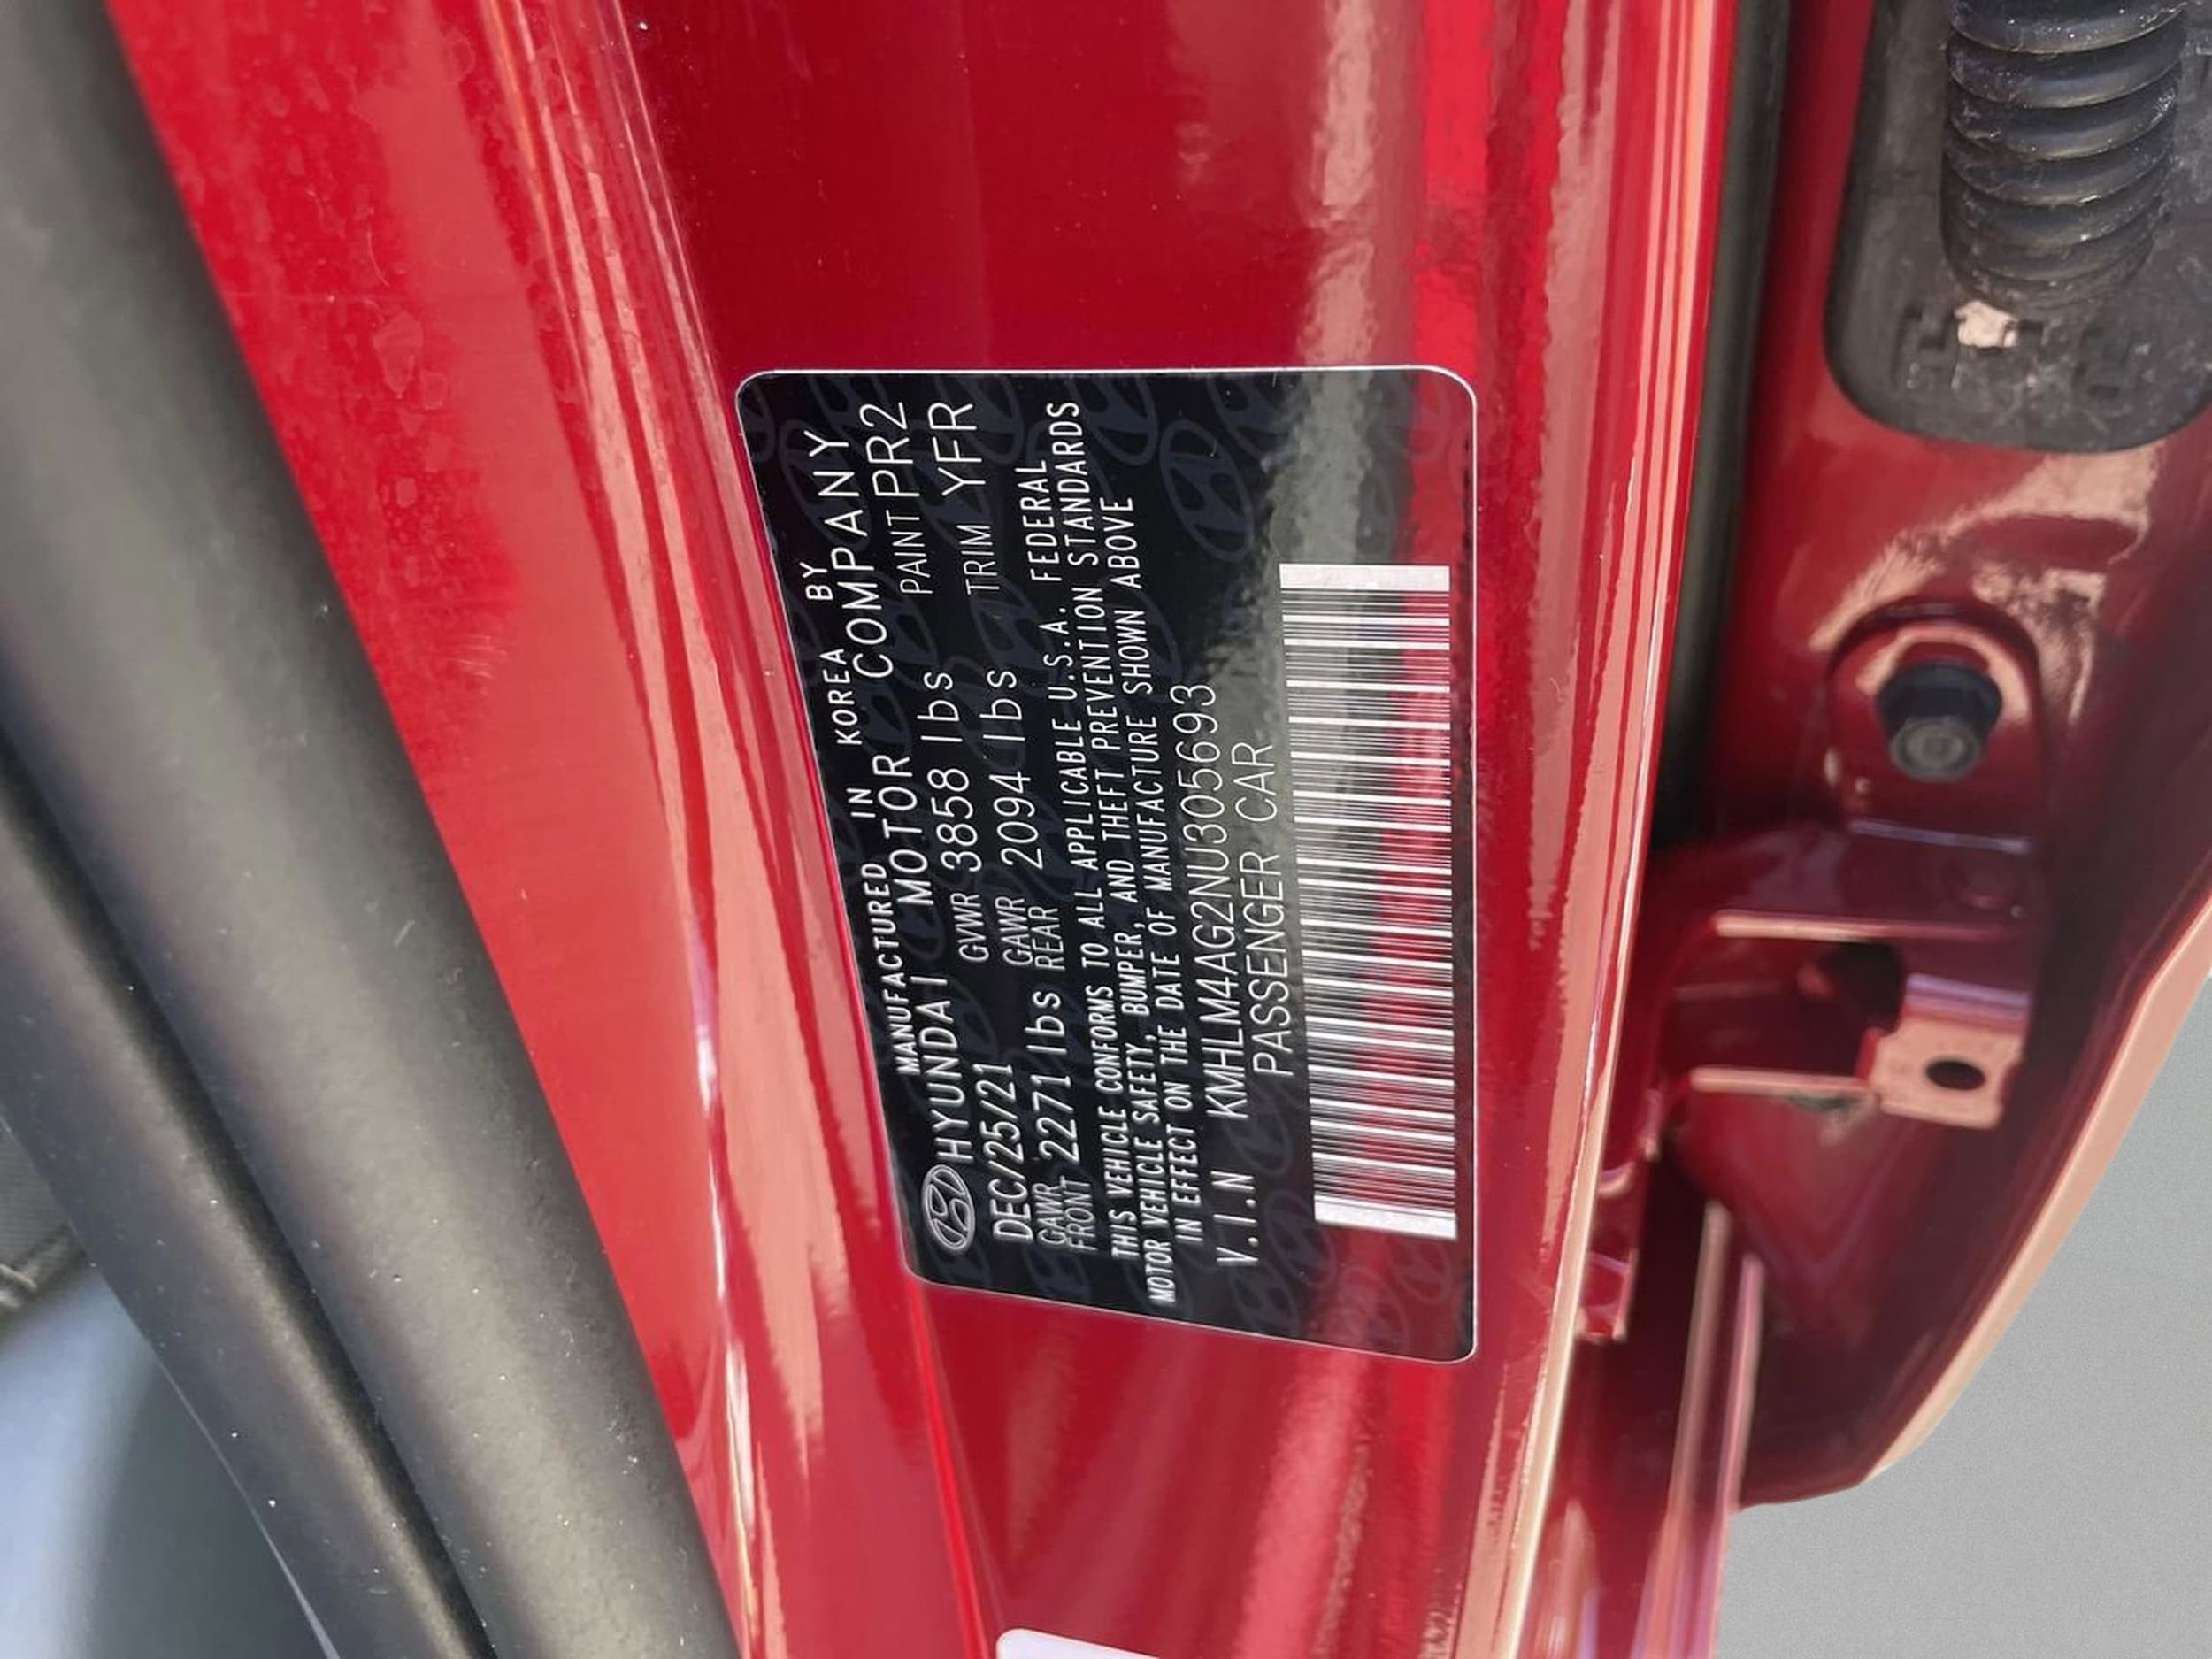 MANUFACTURED IN KOREA BY
HYUNDAI MOTOR COMPANY
DEC/25/21 GVWR 3858 lbs PAINT PR2
GAWR FRONT 2271 lbs GAWR REAR 2094 lbs TRIM YFR
THIS VEHICLE CONFORMS TO ALL APPLICABLE U.S.A. FEDERAL
MOTOR VEHICLE SAFETY, BUMPER, AND THEFT PREVENTION STANDARDS
IN EFFECT ON THE DATE OF MANUFACTURE SHOWN ABOVE
V.I.N KMHLM4AG2NU305693
PASSENGER CAR